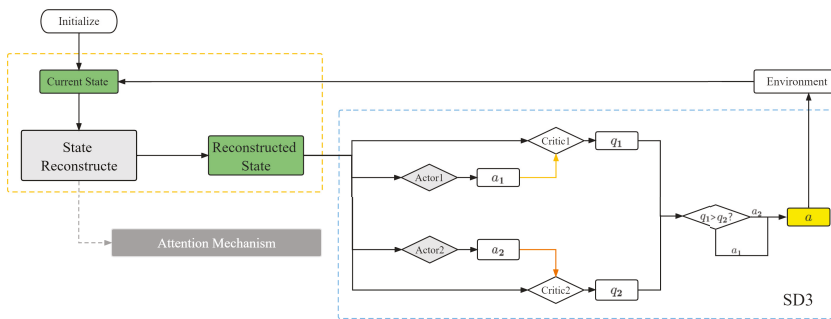 Initialize
Current State
Environment
State
Reconstructe
Reconstructed
State
Critic1
q₁
Actor1
a₁
q₁>q₂?
a₂
a
a₁
Attention Mechanism
Actor2
a₂
Critic2
q₂
SD3